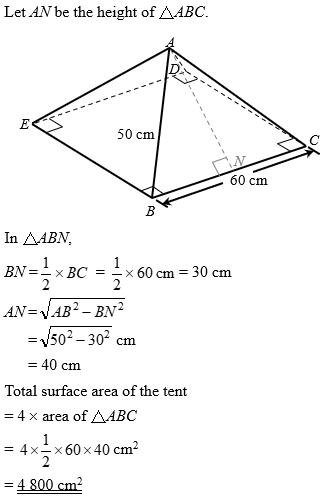 Let AN be the height of △ABC.
A
D
E
50 cm
N
C
60 cm
B
In △ABN,
BN = 1/2 × BC = 1/2 × 60 cm = 30 cm
AN = √(AB² − BN²)
= √(50² − 30²) cm
= 40 cm
Total surface area of the tent
= 4 × area of △ABC
= 4 × 1/2 × 60 × 40 cm²
= 4 800 cm²